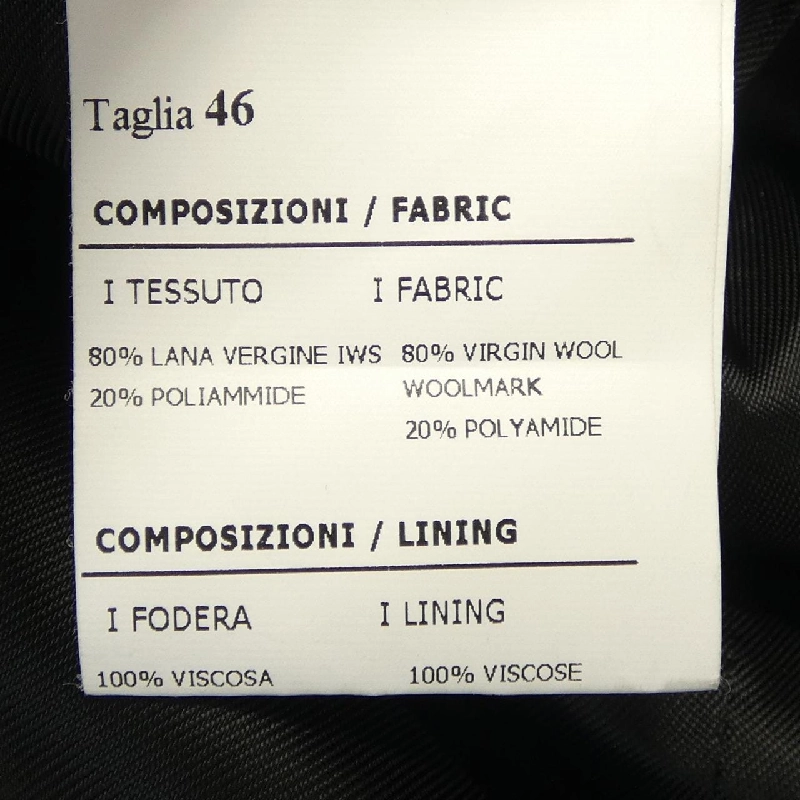 Taglia 46
COMPOSIZIONI / FABRIC
I TESSUTO I FABRIC
80% LANA VERGINE IWS 80% VIRGIN WOOL
20% POLIAMMIDE WOOLMARK
20% POLYAMIDE
COMPOSIZIONI / LINING
I FODERA I LINING
100% VISCOSA 100% VISCOSE